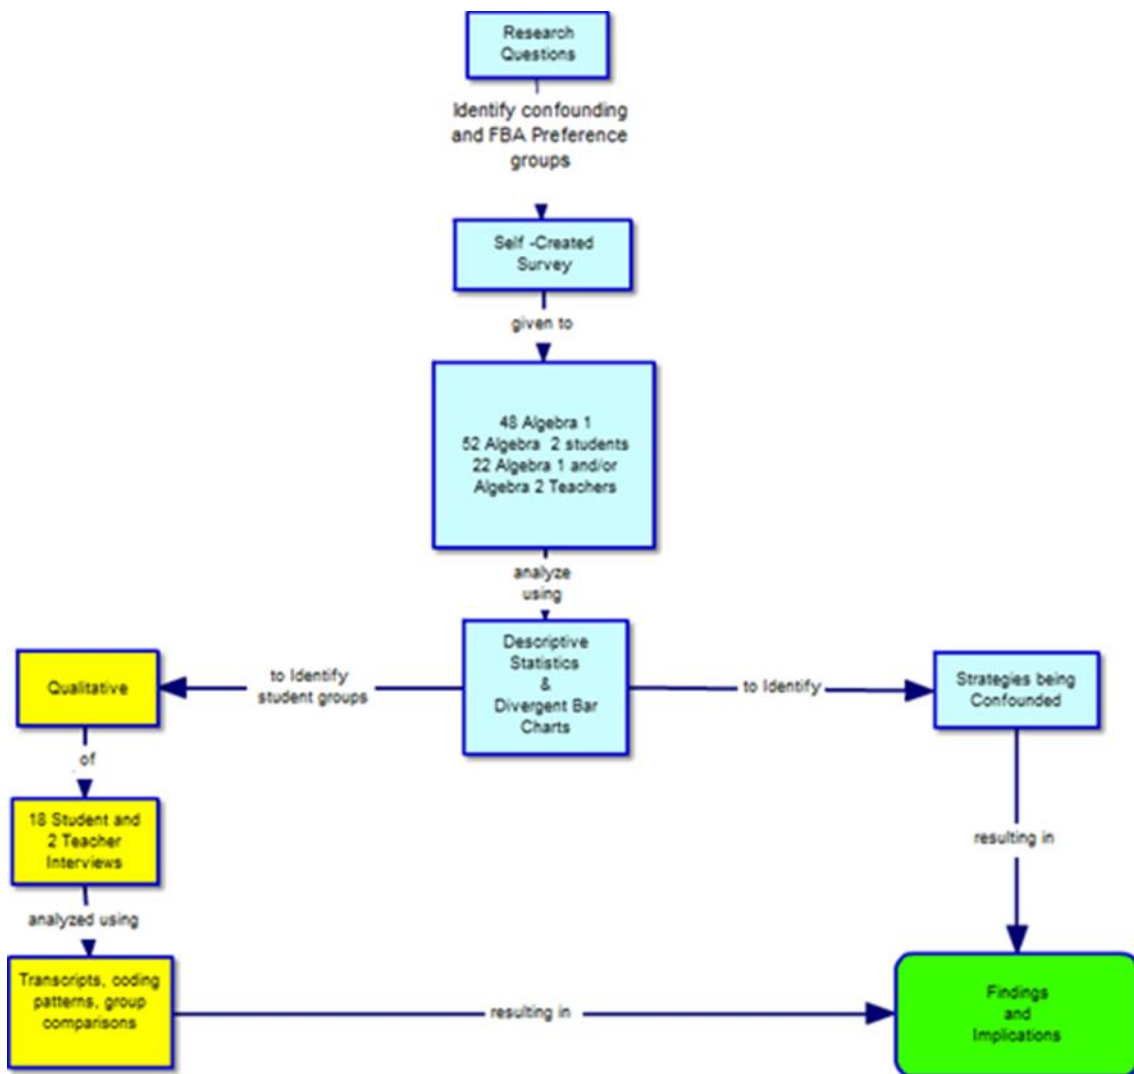 Research
Questions
Identify confounding
and FBA Preference
groups
Self -Created
Survey
given to
48 Algebra 1
52 Algebra 2 students
22 Algebra 1 and/or
Algebra 2 Teachers
analyze
using
Descriptive
Statistics
&
Divergent Bar
Charts
to Identify
student groups
Qualitative
of
18 Student and
2 Teacher
Interviews
analyzed using
Transcripts, coding
patterns, group
comparisons
resulting in
to Identify
Strategies being
Confounded
resulting in
Findings
and
Implications